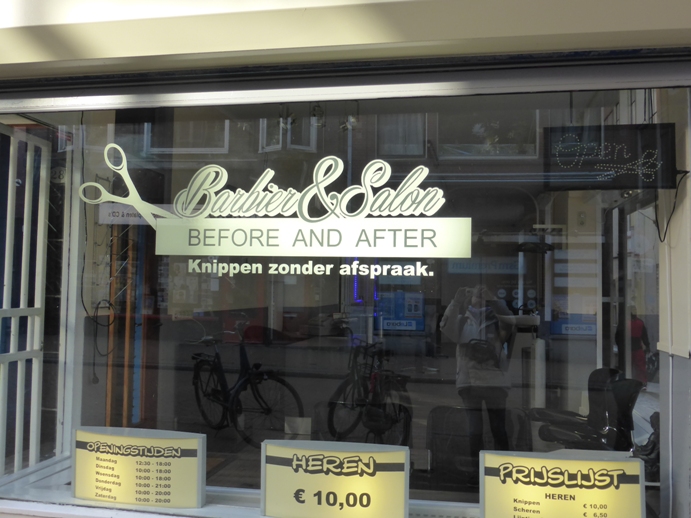 Barbier & Salon
BEFORE AND AFTER
Knippen zonder afspraak.
Open
OPENINGSTIJDEN
Maandag 12:30 - 18:00
Dinsdag 10:00 - 18:00
Woensdag 10:00 - 18:00
Donderdag 10:00 - 21:00
Vrijdag 10:00 - 20:00
Zaterdag 10:00 - 20:00
HEREN
€ 10,00
PRIJSLIJST
HEREN
Knippen € 10,00
Scheren € 6,50